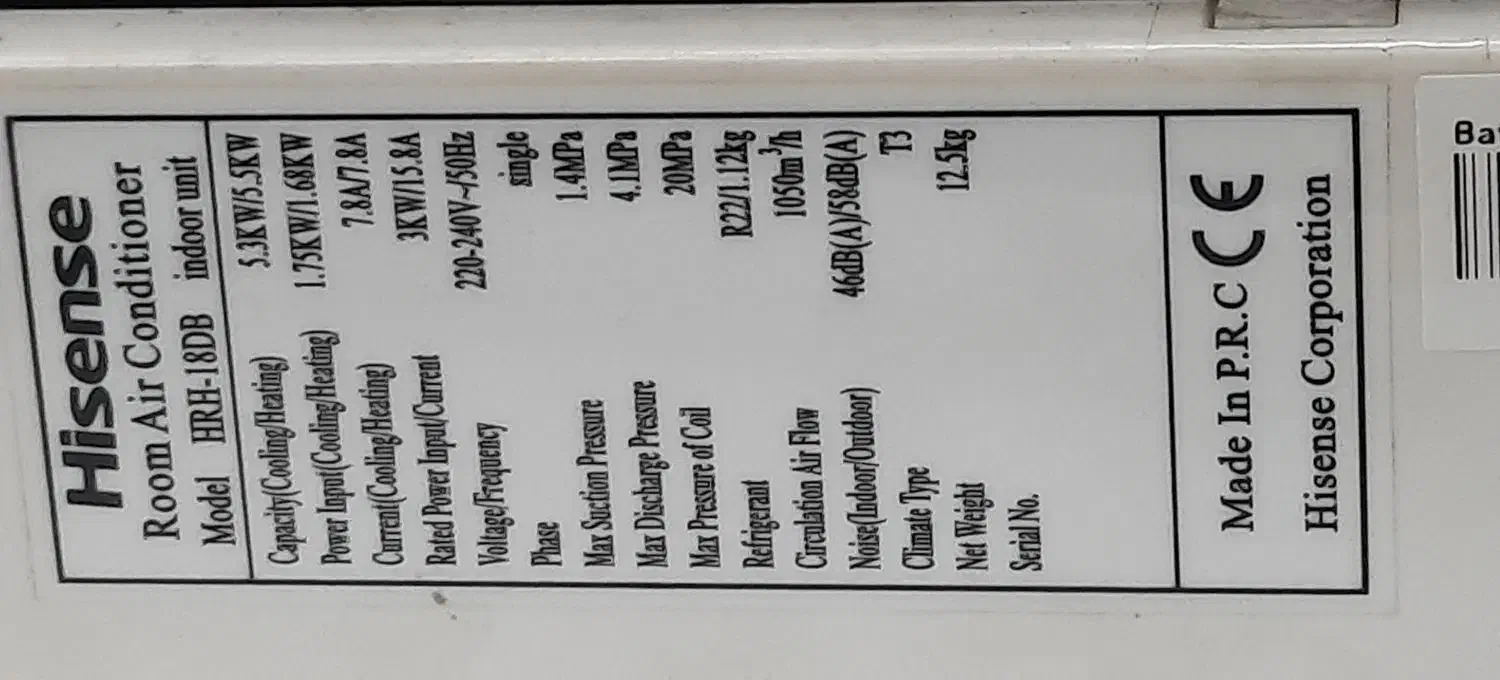 Hisense
Room Air Conditioner
Model HRH-18DB indoor unit
Capacity(Cooling/Heating) 5.3KW/5.5KW
Power Input(Cooling/Heating) 1.75KW/1.68KW
Current(Cooling/Heating) 7.8A/7.8A
Rated Power Input/Current 3KW/15.8A
Voltage/Frequency 220-240V~/50Hz
Phase single
Max Suction Pressure 1.4MPa
Max Discharge Pressure 4.1MPa
Max Pressure of Coil 20MPa
Refrigerant R22/1.12kg
Circulation Air Flow 1050m³/h
Noise(Indoor/Outdoor) 46dB(A)/58dB(A)
Climate Type T3
Net Weight 12.5kg
Serial No.
Made In P.R.C CE
Hisense Corporation